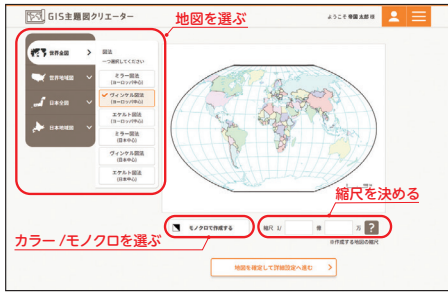 GIS主題図クリエーター
地図を選ぶ
ようこそ 帝国 太郎 様
世界全図
世界地域図
日本全図
日本地域図
図法
一つ選択してください
ミラー図法
(ヨーロッパ中心)
ヴィンケル図法
(ヨーロッパ中心)
エケルト図法
(ヨーロッパ中心)
ミラー図法
(日本中心)
ヴィンケル図法
(日本中心)
エケルト図法
(日本中心)
縮尺を決める
モノクロで作成する
縮尺 1/ 億 万 ?
※作成する地図の縮尺
カラー/モノクロを選ぶ
地図を確定して詳細設定へ進む